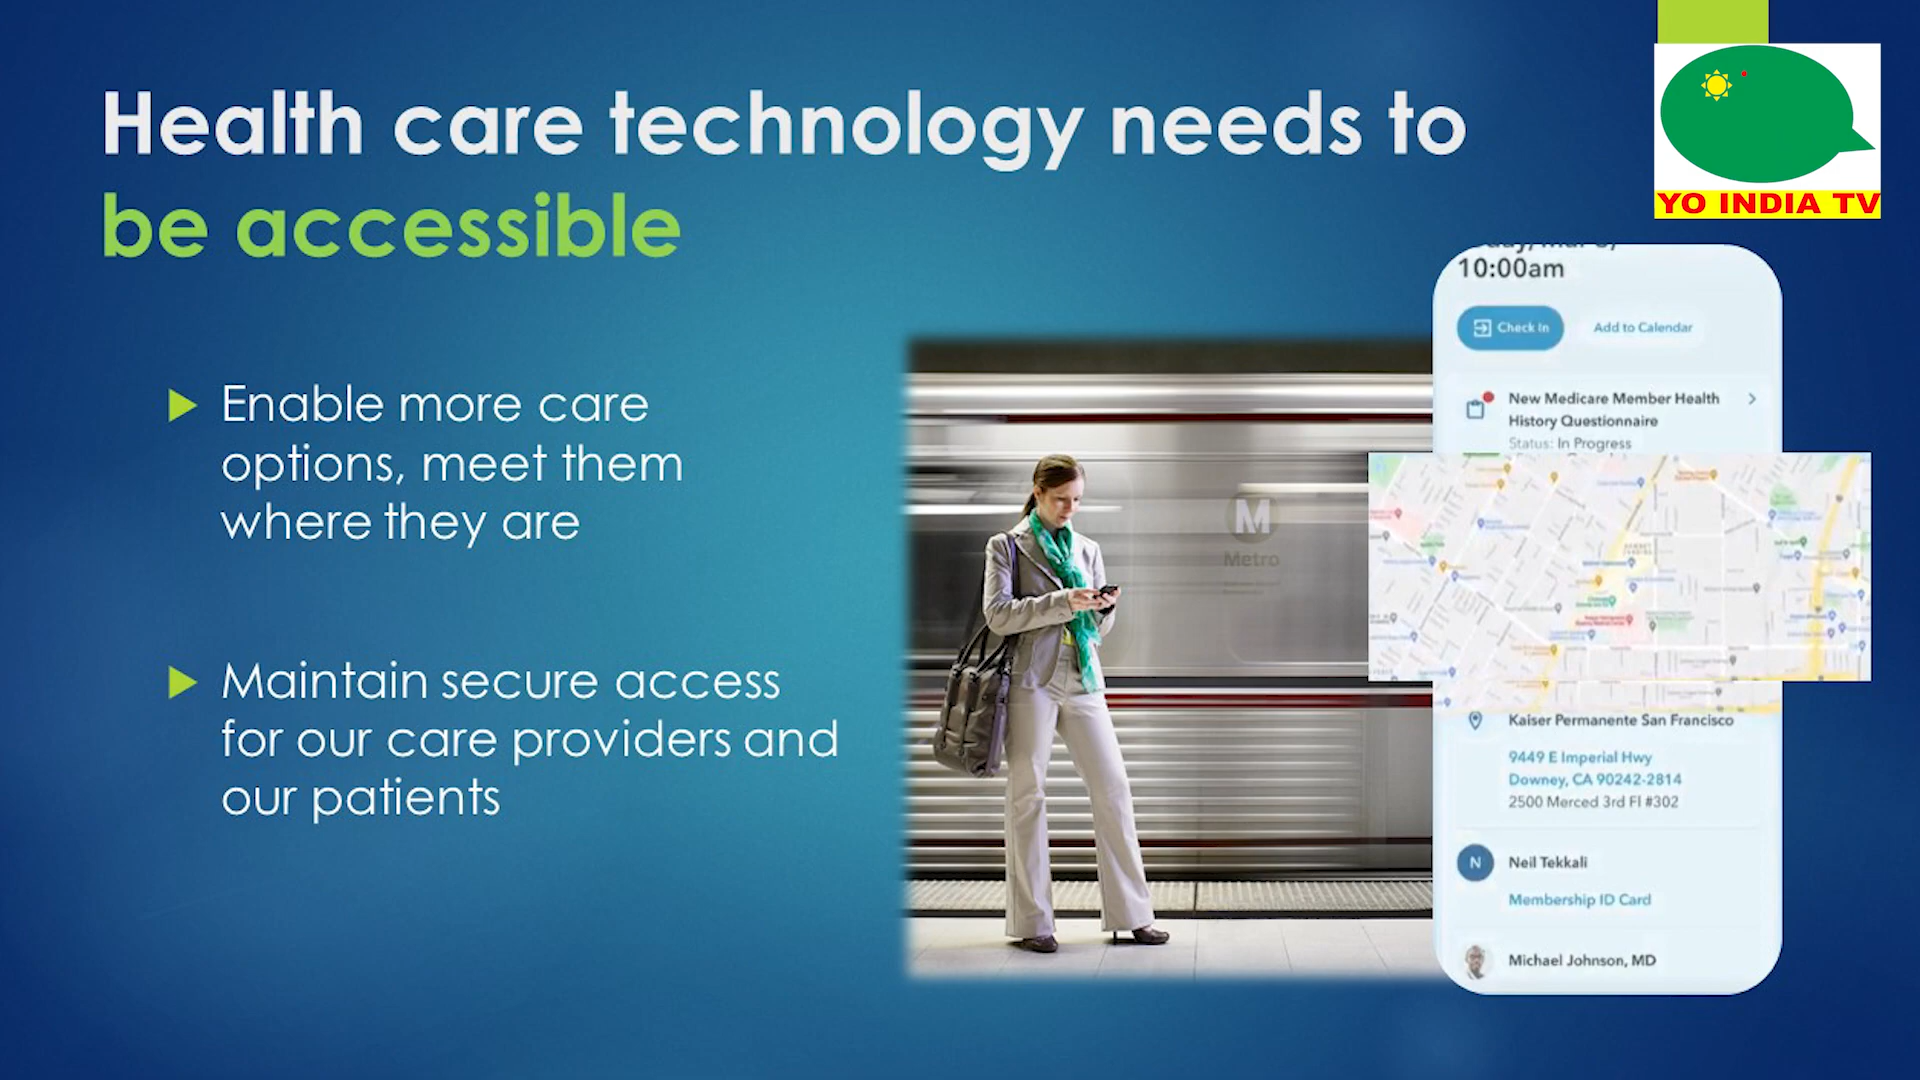 Health care technology needs to
be accessible
YO INDIA TV
Enable more care
options, meet them
where they are
Maintain secure access
for our care providers and
our patients
M
Metro
10:00am
Check In
Add to Calendar
New Medicare Member Health
History Questionnaire
Status: In Progress
Kaiser Permanente San Francisco
9449 E Imperial Hwy
Downey, CA 90242-2814
2500 Merced 3rd Fl #302
N
Neil Tekkali
Membership ID Card
Michael Johnson, MD